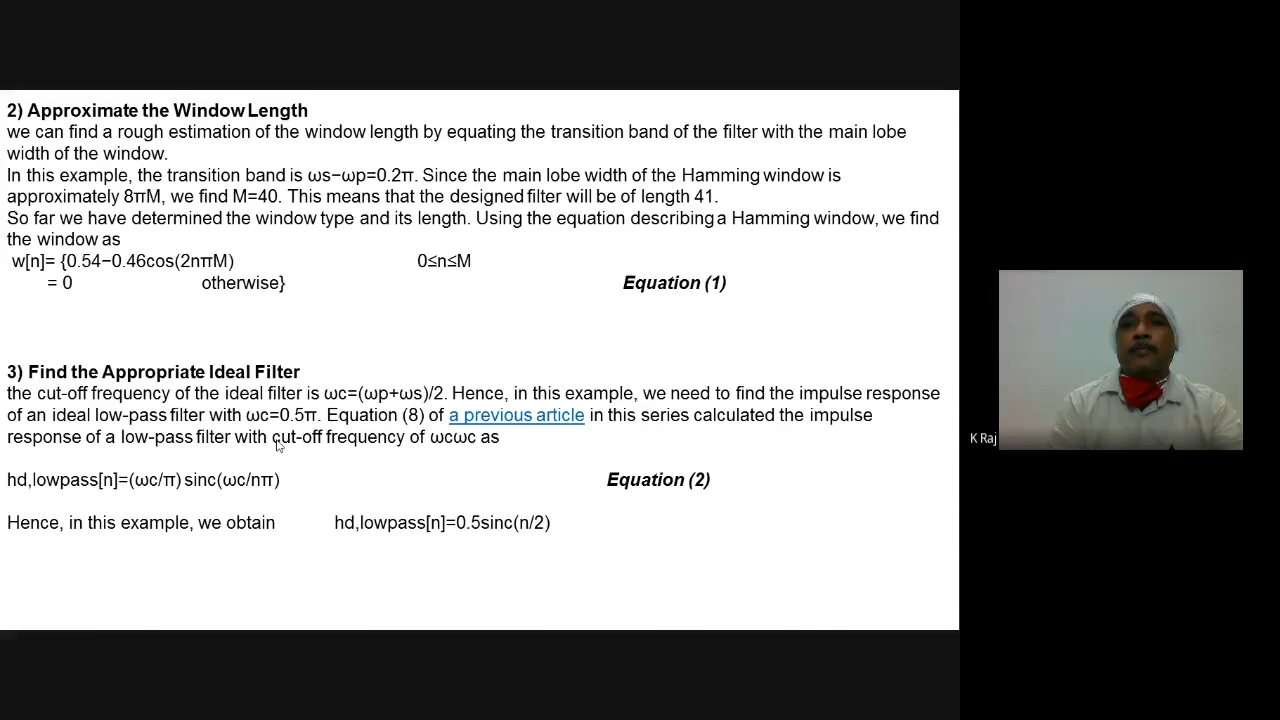 2) Approximate the Window Length
we can find a rough estimation of the window length by equating the transition band of the filter with the main lobe
width of the window.
In this example, the transition band is ωs−ωp=0.2π. Since the main lobe width of the Hamming window is
approximately 8πM, we find M=40. This means that the designed filter will be of length 41.
So far we have determined the window type and its length. Using the equation describing a Hamming window, we find
the window as
w[n]= {0.54−0.46cos(2nπM) 0≤n≤M
= 0 otherwise} Equation (1)
3) Find the Appropriate Ideal Filter
the cut-off frequency of the ideal filter is ωc=(ωp+ωs)/2. Hence, in this example, we need to find the impulse response
of an ideal low-pass filter with ωc=0.5π. Equation (8) of a previous article in this series calculated the impulse
response of a low-pass filter with cut-off frequency of ωcωc as
hd,lowpass[n]=(ωc/π) sinc(ωc/nπ) Equation (2)
Hence, in this example, we obtain hd,lowpass[n]=0.5sinc(n/2)
K Raj